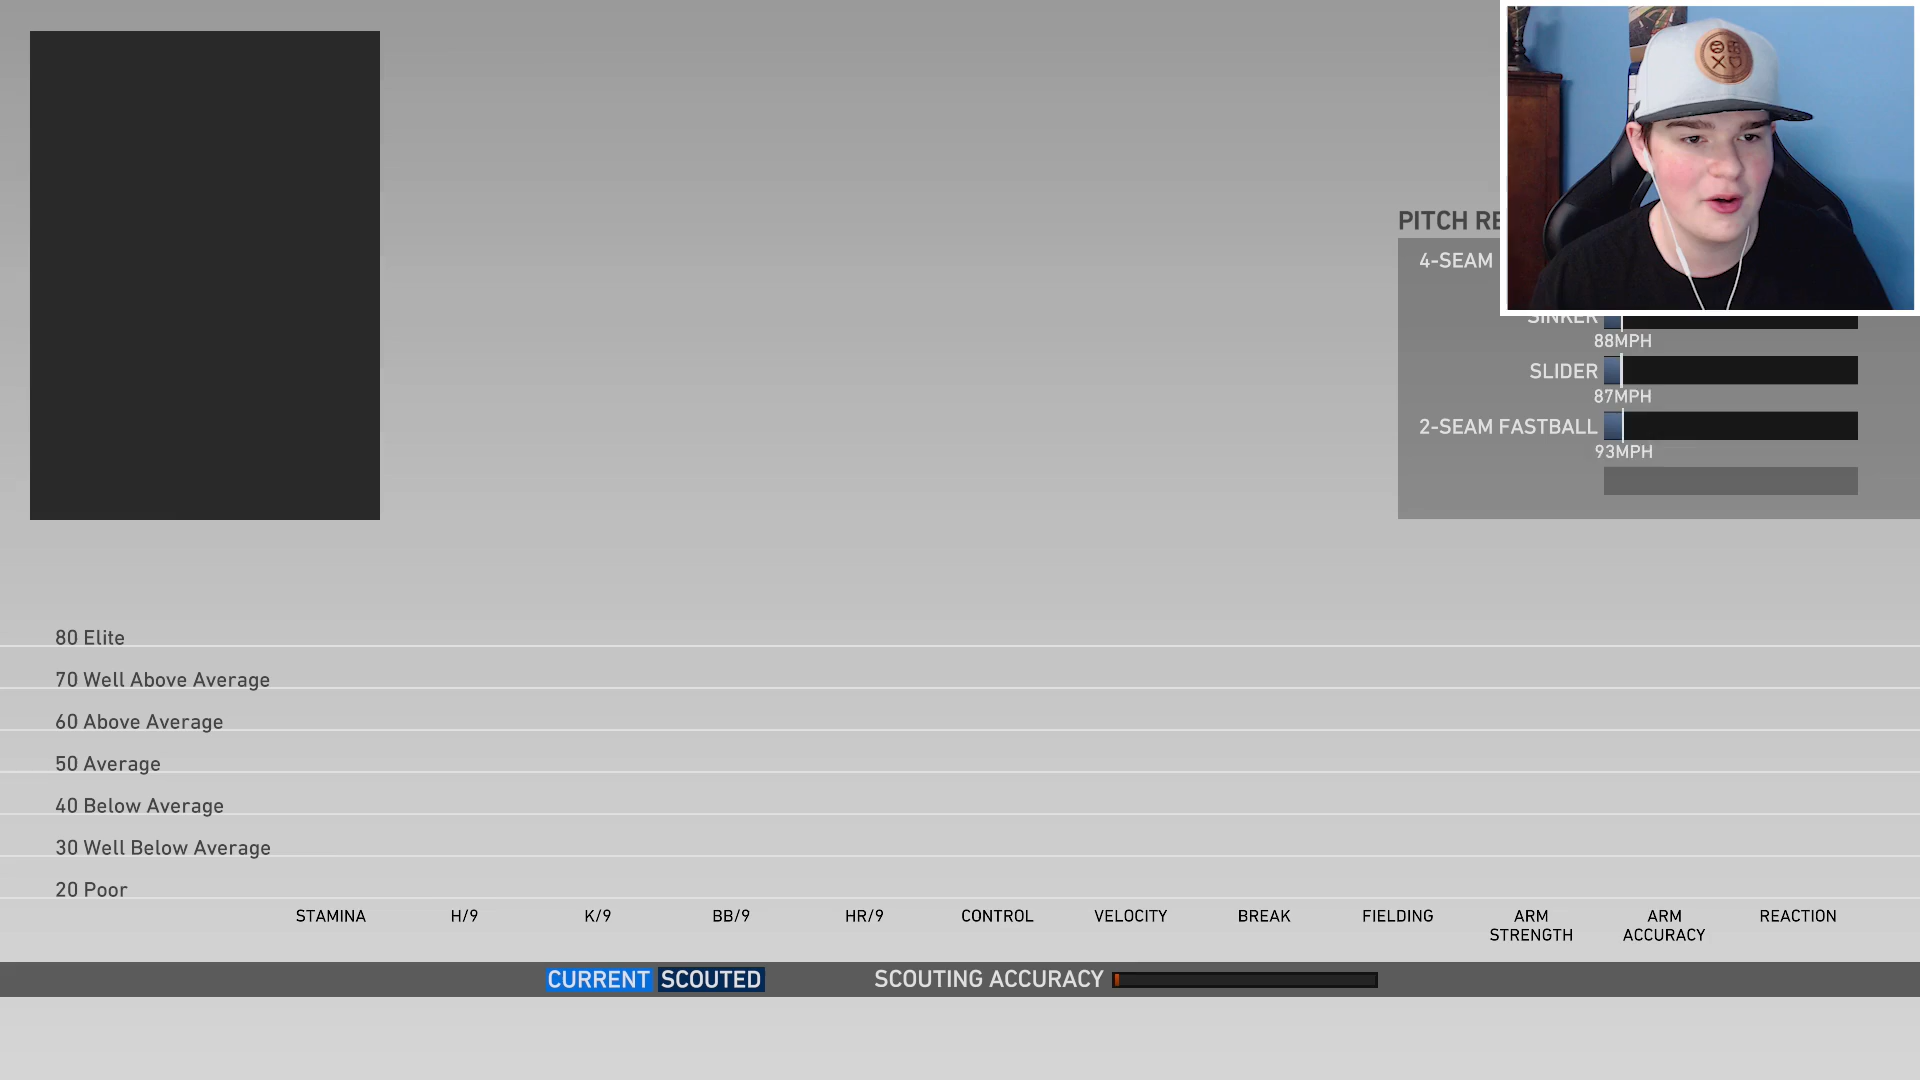 PITCH RE
4-SEAM
SINKER
88MPH
SLIDER
87MPH
2-SEAM FASTBALL
93MPH
80 Elite
70 Well Above Average
60 Above Average
50 Average
40 Below Average
30 Well Below Average
20 Poor
STAMINA H/9 K/9 BB/9 HR/9 CONTROL VELOCITY BREAK FIELDING ARM STRENGTH ARM ACCURACY REACTION
CURRENT SCOUTED SCOUTING ACCURACY